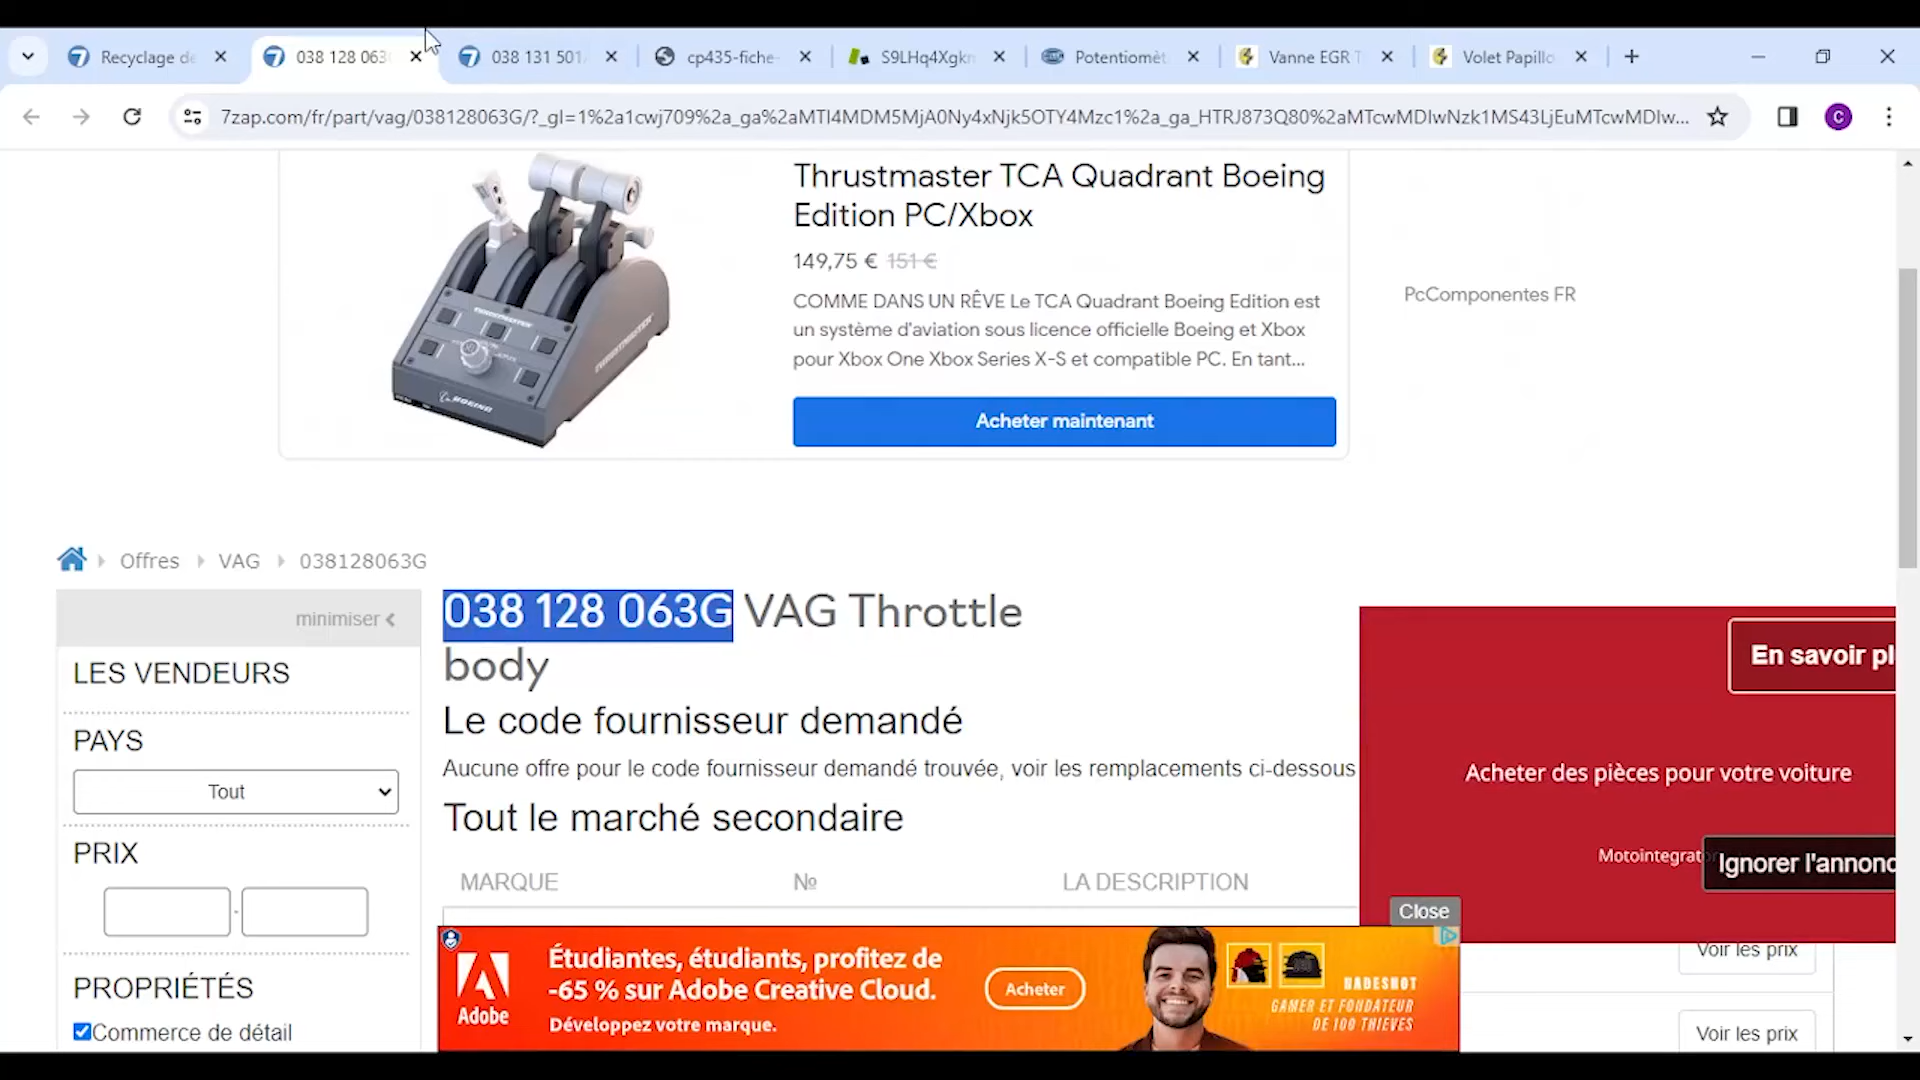 Recyclage de
038 128 063
038 131 501
cp435-fiche-
S9LHq4Xgkn
Potentiomèt
Vanne EGR T
Volet Papillo
7zap.com/fr/part/vag/038128063G/?_gl=1%2a1cwj709%2a_ga%2aMTI4MDM5MjA0Ny4xNjk5OTY4Mzc1%2a_ga_HTRJ873Q80%2aMTcwMDIwNzk1MS43LjEuMTcwMDIw...
C
Thrustmaster TCA Quadrant Boeing
Edition PC/Xbox
149,75 € 151 €
COMME DANS UN RÊVE Le TCA Quadrant Boeing Edition est
un système d'aviation sous licence officielle Boeing et Xbox
pour Xbox One Xbox Series X-S et compatible PC. En tant...
Acheter maintenant
PcComponentes FR
THRUSTMASTER
BOEING
Offres
VAG
038128063G
minimiser
LES VENDEURS
PAYS
Tout
PRIX
-
PROPRIÉTÉS
Commerce de détail
038 128 063G VAG Throttle
body
Le code fournisseur demandé
Aucune offre pour le code fournisseur demandé trouvée, voir les remplacements ci-dessous
Tout le marché secondaire
MARQUE
№
LA DESCRIPTION
En savoir pl
Acheter des pièces pour votre voiture
Motointegrato
Ignorer l'annonc
Close
Voir les prix
Voir les prix
Adobe
Étudiantes, étudiants, profitez de
-65 % sur Adobe Creative Cloud.
Développez votre marque.
Acheter
NADESHOT
GAMER ET FONDATEUR
DE 100 THIEVES